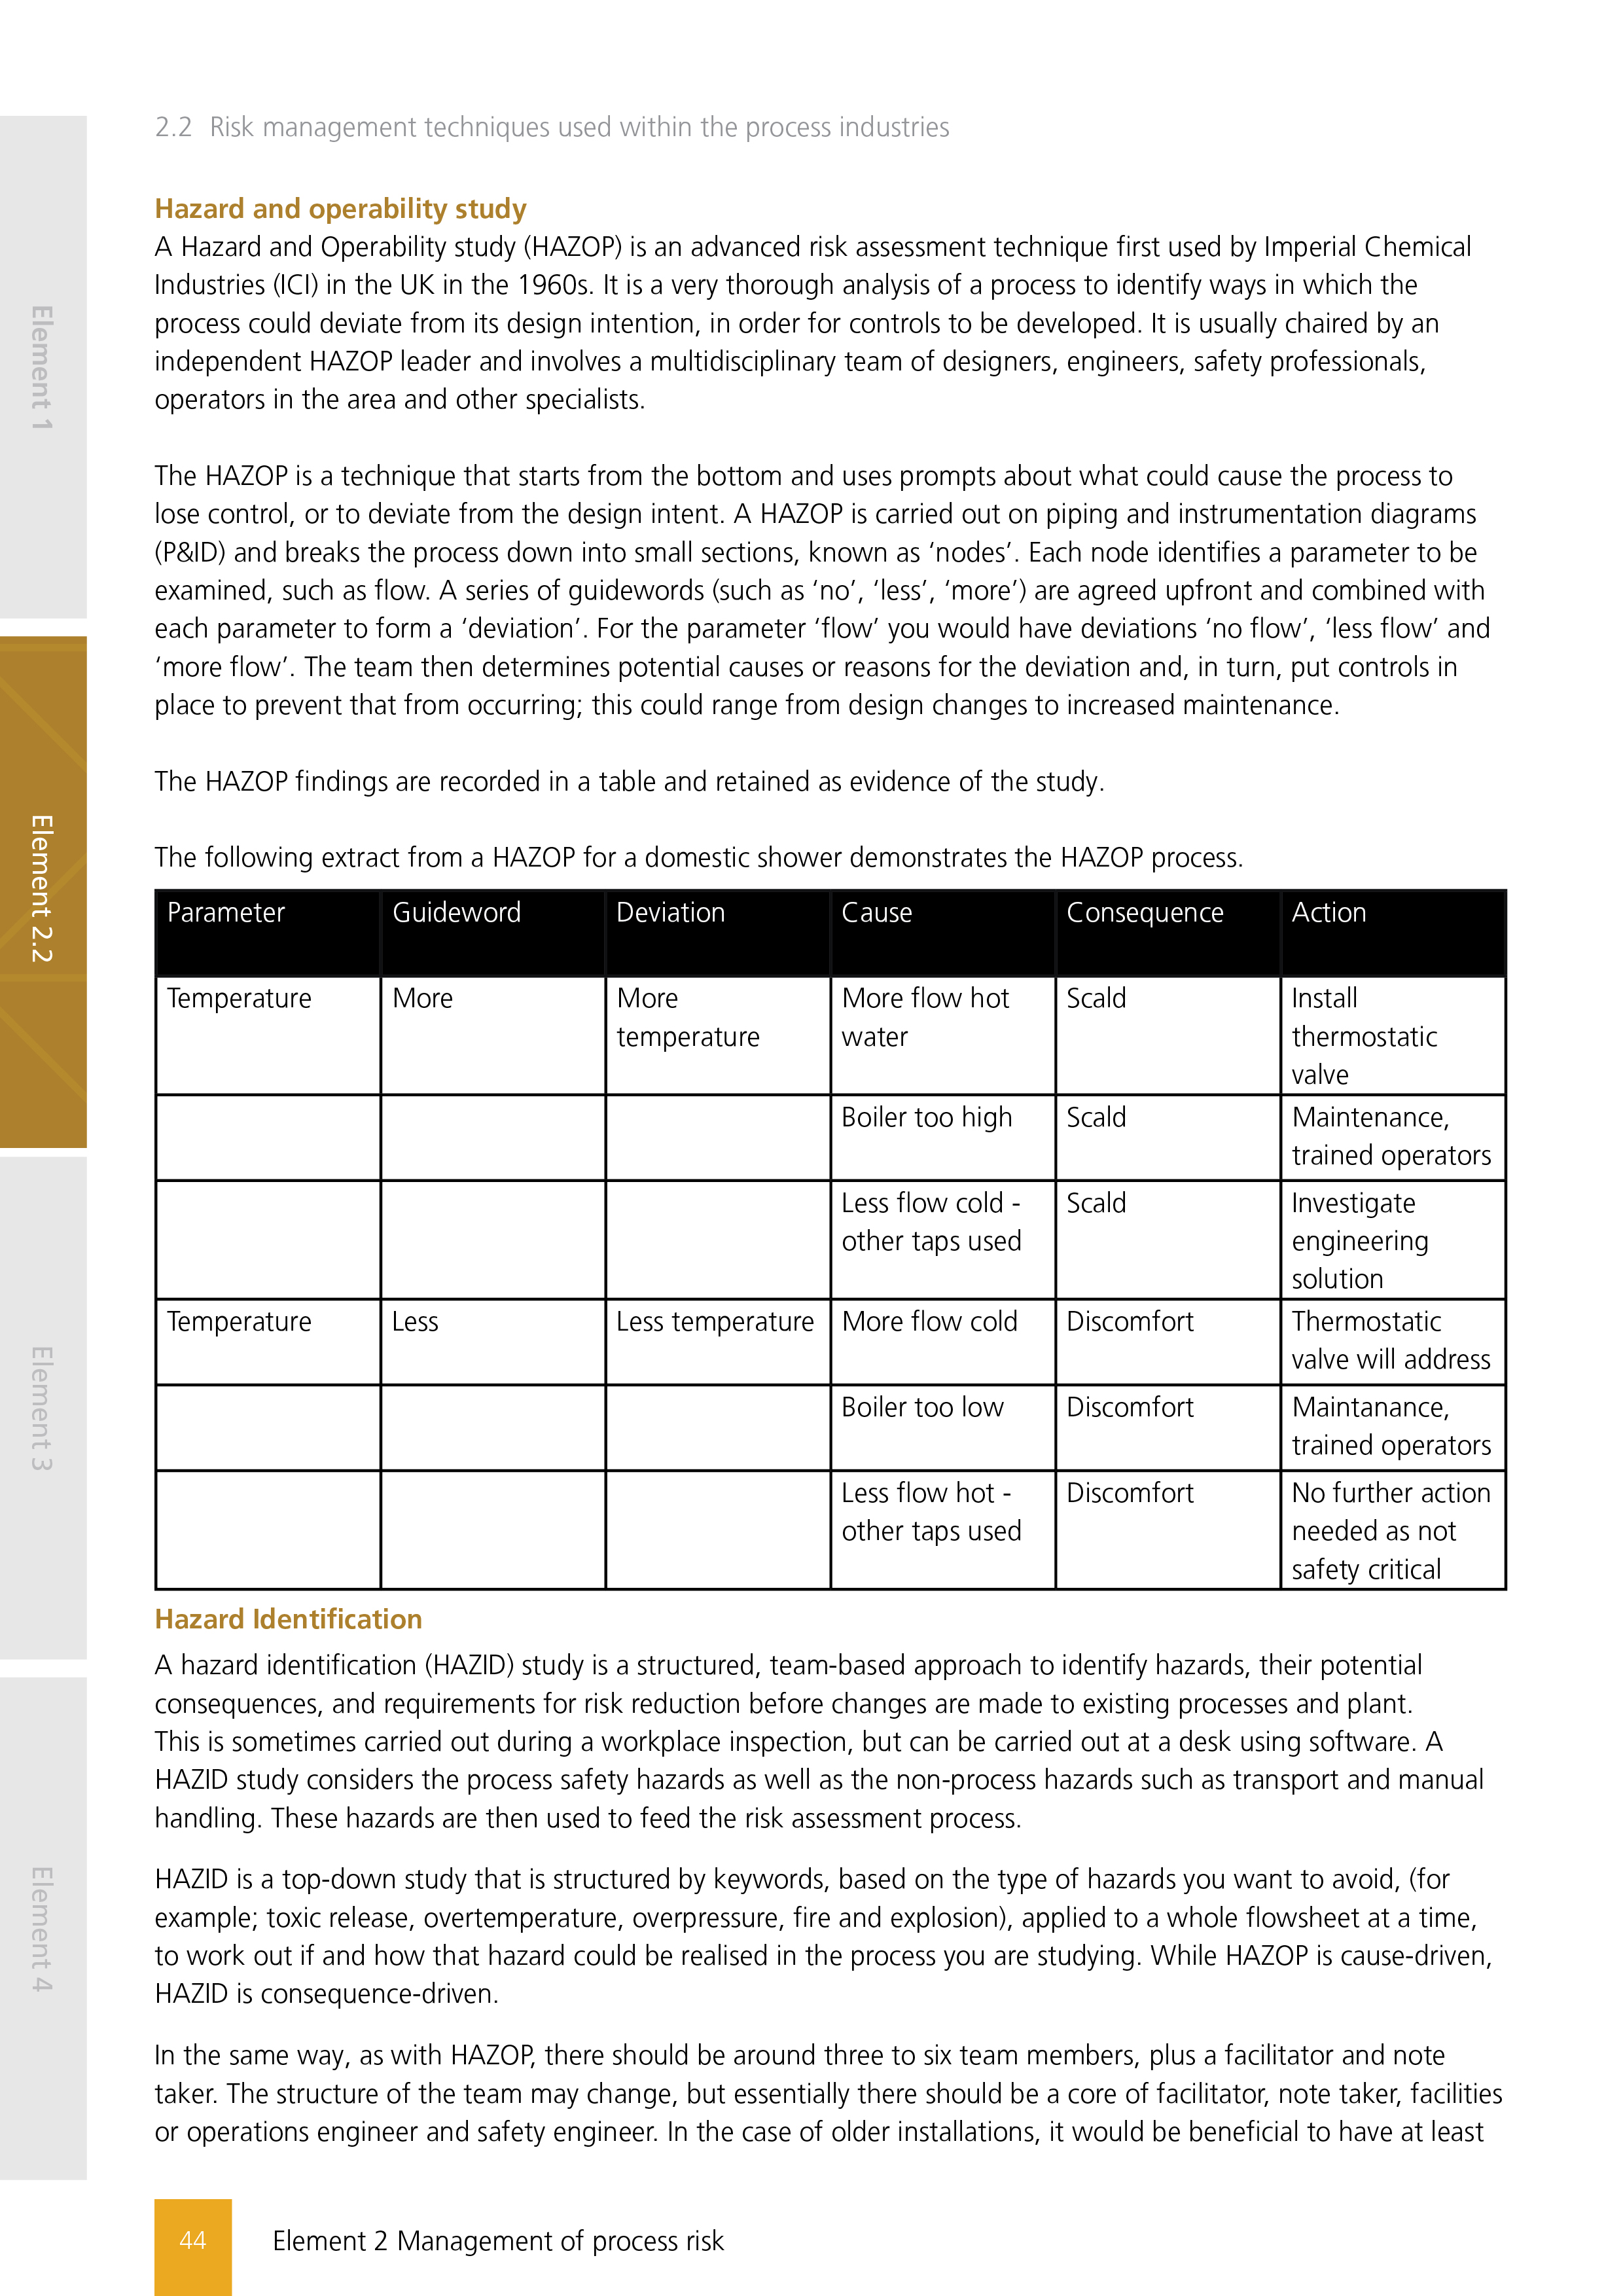 2.2 Risk management techniques used within the process industries
Hazard and operability study
A Hazard and Operability study (HAZOP) is an advanced risk assessment technique first used by Imperial Chemical
Industries (ICI) in the UK in the 1960s. It is a very thorough analysis of a process to identify ways in which the
process could deviate from its design intention, in order for controls to be developed. It is usually chaired by an
independent HAZOP leader and involves a multidisciplinary team of designers, engineers, safety professionals,
operators in the area and other specialists.
The HAZOP is a technique that starts from the bottom and uses prompts about what could cause the process to
lose control, or to deviate from the design intent. A HAZOP is carried out on piping and instrumentation diagrams
(P&ID) and breaks the process down into small sections, known as ‘nodes’. Each node identifies a parameter to be
examined, such as flow. A series of guidewords (such as ‘no’, ‘less’, ‘more’) are agreed upfront and combined with
each parameter to form a ‘deviation’. For the parameter ‘flow’ you would have deviations ‘no flow’, ‘less flow’ and
‘more flow’. The team then determines potential causes or reasons for the deviation and, in turn, put controls in
place to prevent that from occurring; this could range from design changes to increased maintenance.
The HAZOP findings are recorded in a table and retained as evidence of the study.
The following extract from a HAZOP for a domestic shower demonstrates the HAZOP process.
Parameter Guideword Deviation Cause Consequence Action
Temperature More More More flow hot Scald Install
temperature water thermostatic
valve
Boiler too high Scald Maintenance,
trained operators
Less flow cold - Scald Investigate
other taps used engineering
solution
Temperature Less Less temperature More flow cold Discomfort Thermostatic
valve will address
Boiler too low Discomfort Maintanance,
trained operators
Less flow hot - Discomfort No further action
other taps used needed as not
safety critical
Hazard Identification
A hazard identification (HAZID) study is a structured, team-based approach to identify hazards, their potential
consequences, and requirements for risk reduction before changes are made to existing processes and plant.
This is sometimes carried out during a workplace inspection, but can be carried out at a desk using software. A
HAZID study considers the process safety hazards as well as the non-process hazards such as transport and manual
handling. These hazards are then used to feed the risk assessment process.
HAZID is a top-down study that is structured by keywords, based on the type of hazards you want to avoid, (for
example; toxic release, overtemperature, overpressure, fire and explosion), applied to a whole flowsheet at a time,
to work out if and how that hazard could be realised in the process you are studying. While HAZOP is cause-driven,
HAZID is consequence-driven.
In the same way, as with HAZOP, there should be around three to six team members, plus a facilitator and note
taker. The structure of the team may change, but essentially there should be a core of facilitator, note taker, facilities
or operations engineer and safety engineer. In the case of older installations, it would be beneficial to have at least
44 Element 2 Management of process risk
Element 1
Element 2.2
Element 3
Element 4